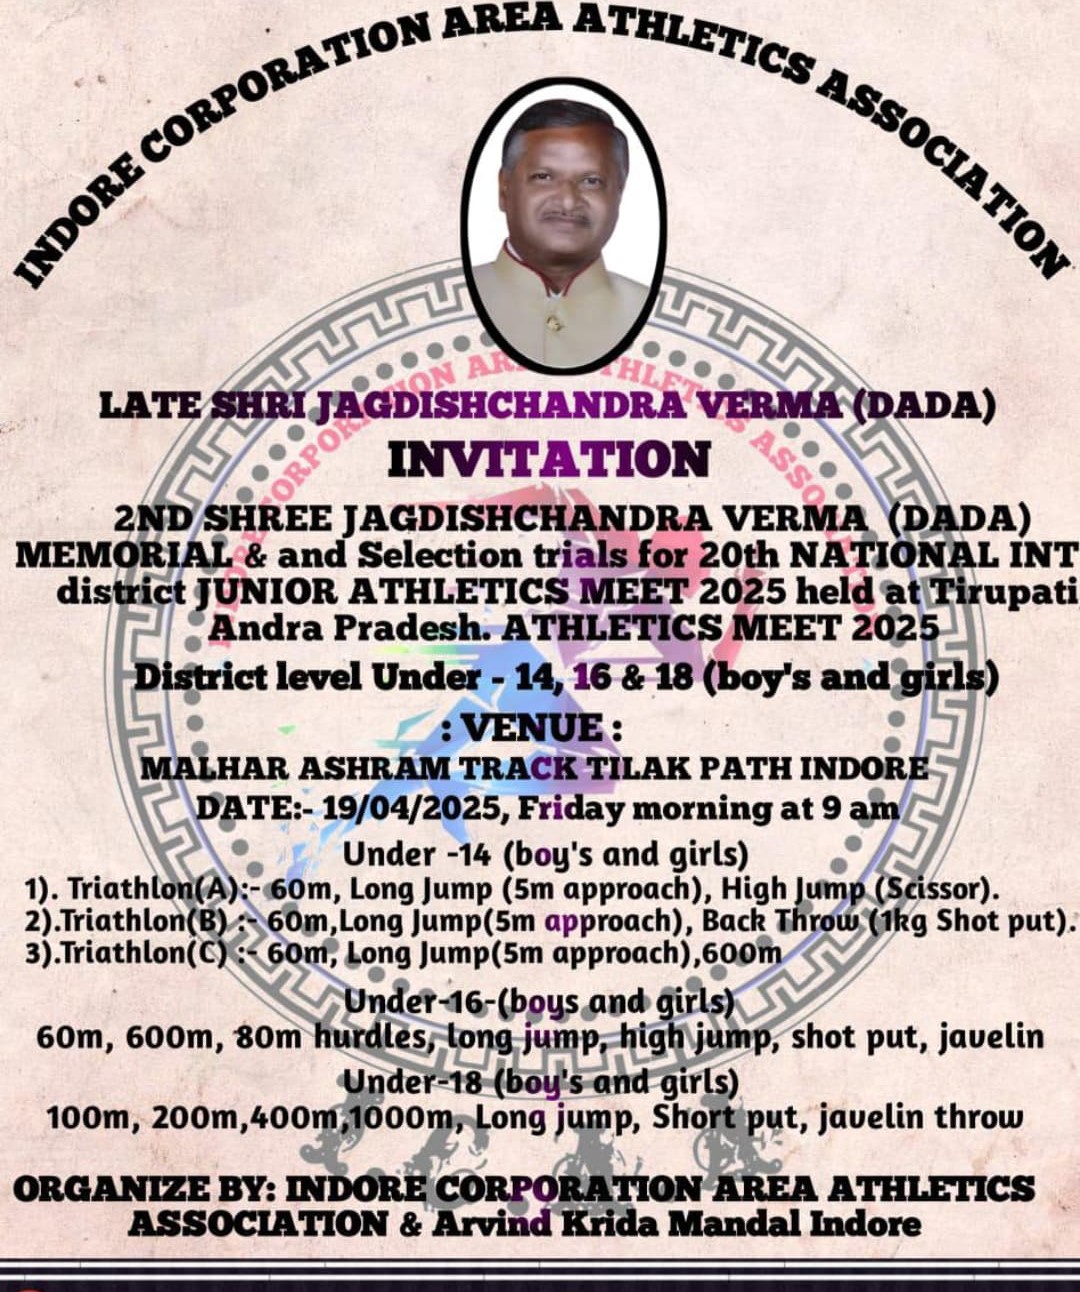 INDORE CORPORATION AREA ATHLETICS ASSOCIATION
LATE SHRI JAGDISHCHANDRA VERMA (DADA)
INVITATION
2ND SHREE JAGDISHCHANDRA VERMA (DADA)
MEMORIAL & and Selection trials for 20th NATIONAL INT
district JUNIOR ATHLETICS MEET 2025 held at Tirupati
Andra Pradesh. ATHLETICS MEET 2025
District level Under - 14, 16 & 18 (boy's and girls)
: VENUE :
MALHAR ASHRAM TRACK TILAK PATH INDORE
DATE:- 19/04/2025, Friday morning at 9 am
Under -14 (boy's and girls)
1). Triathlon(A):- 60m, Long Jump (5m approach), High Jump (Scissor).
2).Triathlon(B) :- 60m,Long Jump(5m approach), Back Throw (1kg Shot put).
3).Triathlon(C) :- 60m, Long Jump(5m approach),600m
Under-16-(boys and girls)
60m, 600m, 80m hurdles, long jump, high jump, shot put, javelin
Under-18 (boy's and girls)
100m, 200m,400m,1000m, Long jump, Short put, javelin throw
ORGANIZE BY: INDORE CORPORATION AREA ATHLETICS
ASSOCIATION & Arvind Krida Mandal Indore